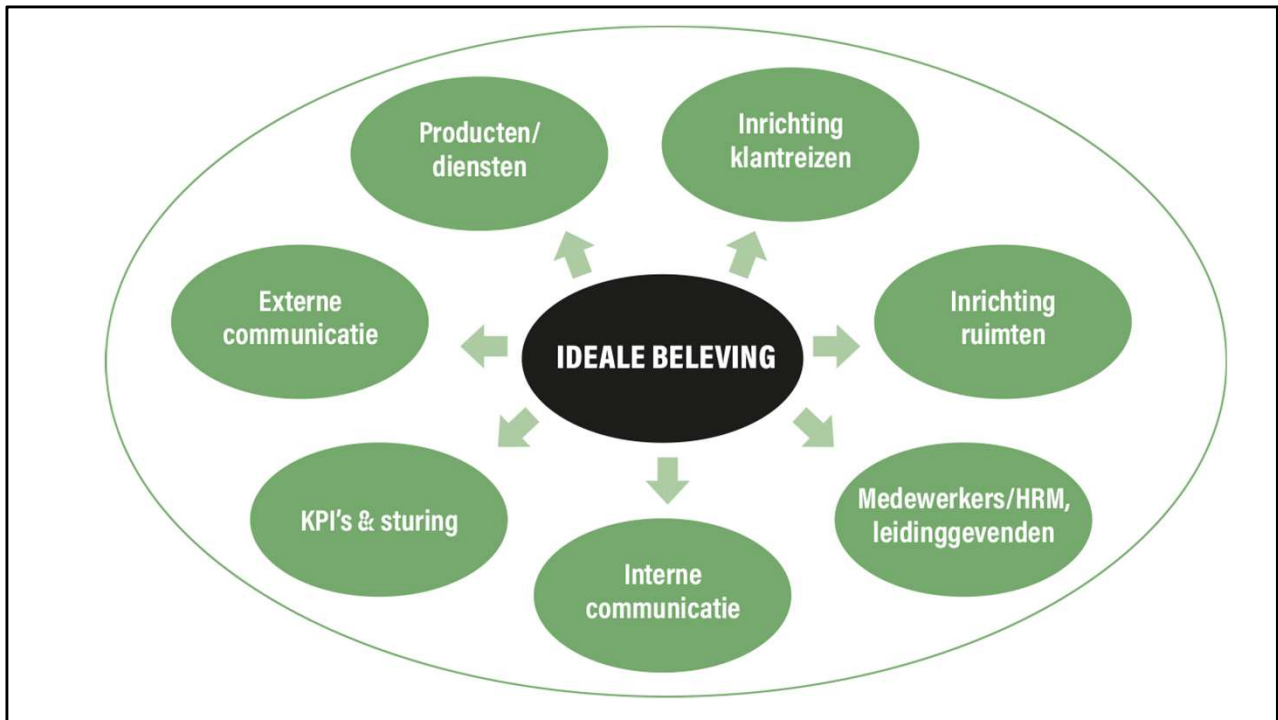 Producten/
diensten
Inrichting
klantreizen
Externe
communicatie
Inrichting
ruimten
IDEALE BELEVING
KPI's & sturing
Medewerkers/HRM,
leidinggevenden
Interne
communicatie